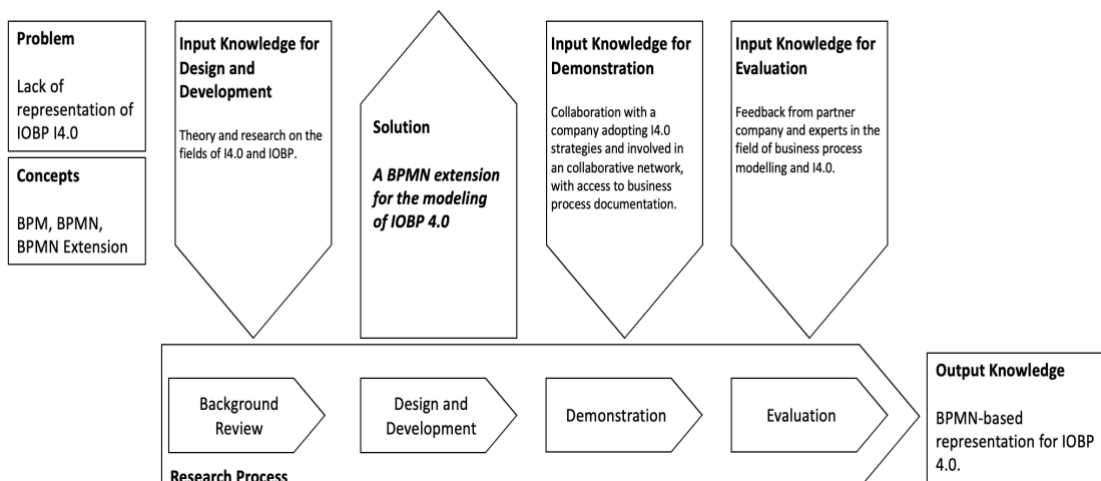 Problem
Lack of
representation of
IOBP I4.0
Concepts
BPM, BPMN,
BPMN Extension
Input Knowledge for
Design and
Development
Theory and research on the
fields of I4.0 and IOBP.
Solution
A BPMN extension
for the modeling
of IOBP 4.0
Input Knowledge for
Demonstration
Collaboration with a
company adopting I4.0
strategies and involved in
an collaborative network,
with access to business
process documentation.
Input Knowledge for
Evaluation
Feedback from partner
company and experts in the
field of business process
modelling and I4.0.
Background
Review
Design and
Development
Demonstration
Evaluation
Research Process
Output Knowledge
BPMN-based
representation for IOBP
4.0.